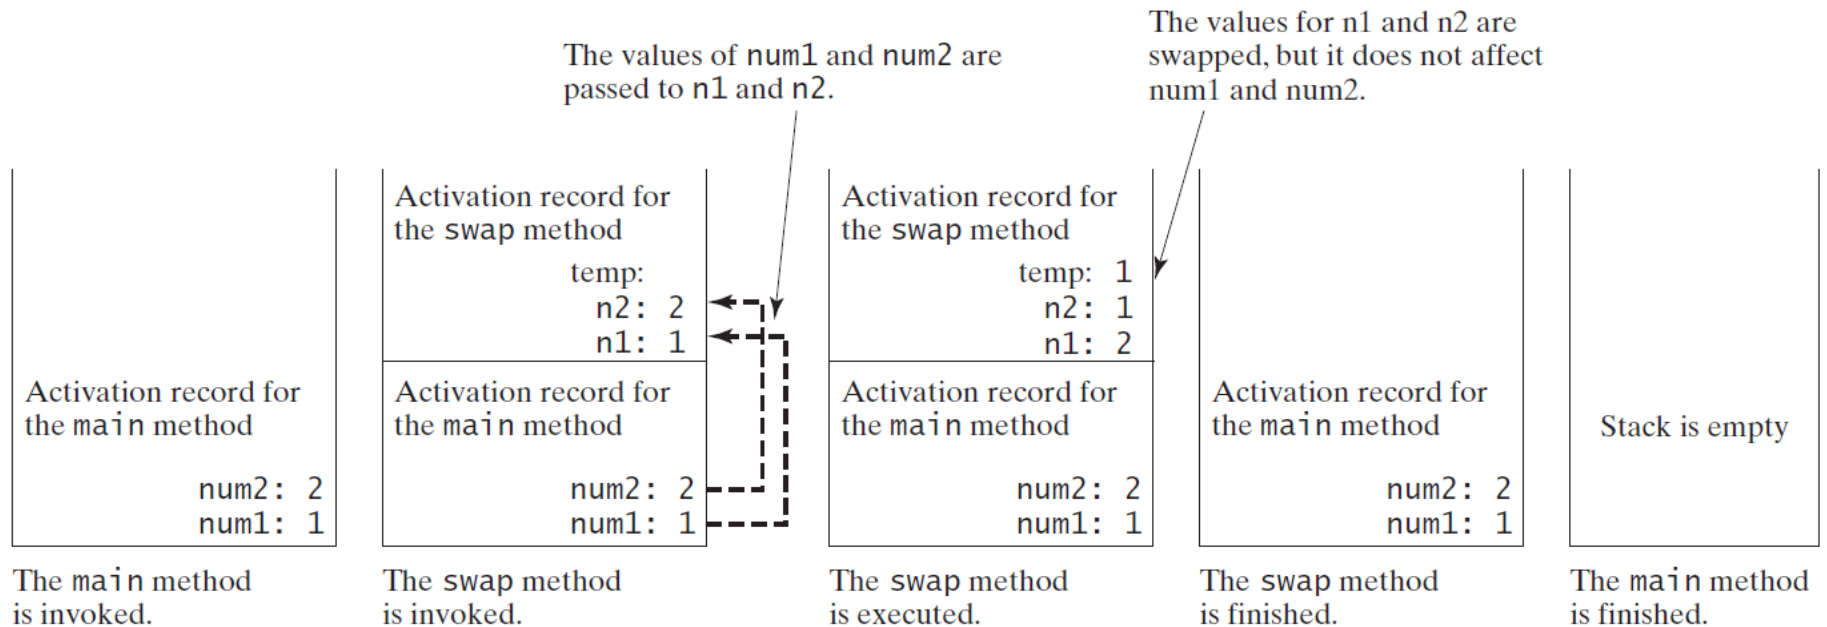 The values of num1 and num2 are
passed to n1 and n2.
The values for n1 and n2 are
swapped, but it does not affect
num1 and num2.
Activation record for
the main method
num2: 2
num1: 1
The main method
is invoked.
Activation record for
the swap method
temp:
n2: 2
n1: 1
Activation record for
the main method
num2: 2
num1: 1
The swap method
is invoked.
Activation record for
the swap method
temp: 1
n2: 1
n1: 2
Activation record for
the main method
num2: 2
num1: 1
The swap method
is executed.
Activation record for
the main method
num2: 2
num1: 1
The swap method
is finished.
Stack is empty
The main method
is finished.